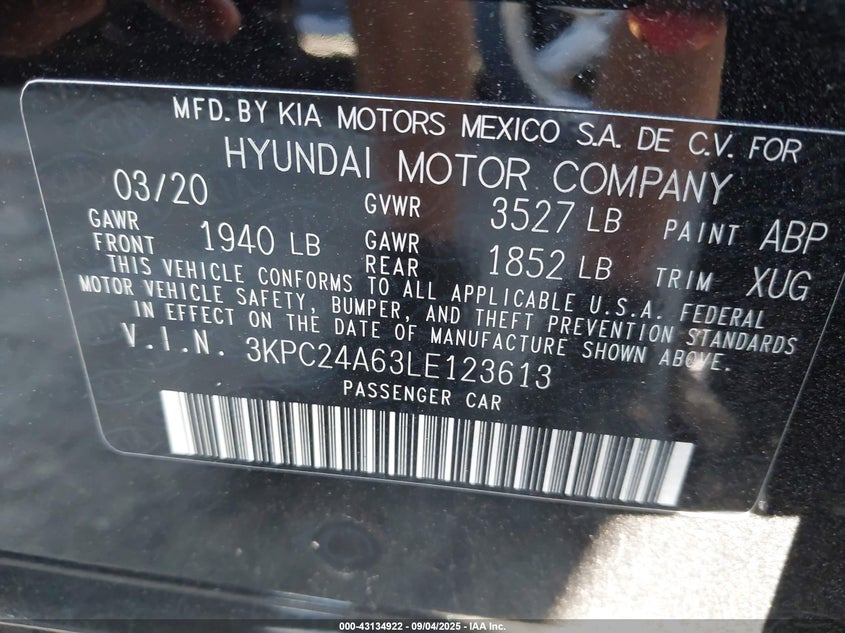 MFD. BY KIA MOTORS MEXICO S.A. DE C.V. FOR
HYUNDAI MOTOR COMPANY
03/20 GVWR 3527 LB PAINT ABP
GAWR FRONT 1940 LB GAWR REAR 1852 LB TRIM XUG
THIS VEHICLE CONFORMS TO ALL APPLICABLE U.S.A. FEDERAL
MOTOR VEHICLE SAFETY, BUMPER, AND THEFT PREVENTION STANDARDS
IN EFFECT ON THE DATE OF MANUFACTURE SHOWN ABOVE.
V.I.N. 3KPC24A63LE123613
PASSENGER CAR
000-43134922 - 09/04/2025 - IAA Inc.